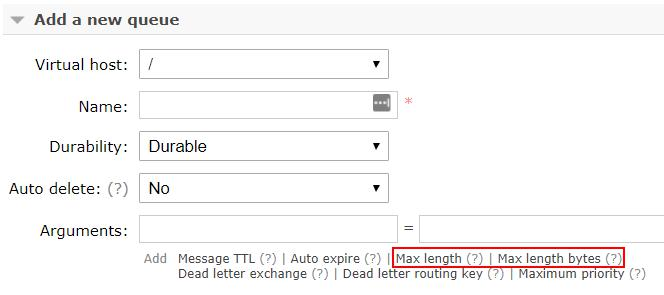 Add a new queue
Virtual host: /
Name: *
Durability: Durable
Auto delete: (?) No
Arguments: =
Add Message TTL (?) | Auto expire (?) | Max length (?) | Max length bytes (?)
Dead letter exchange (?) | Dead letter routing key (?) | Maximum priority (?)